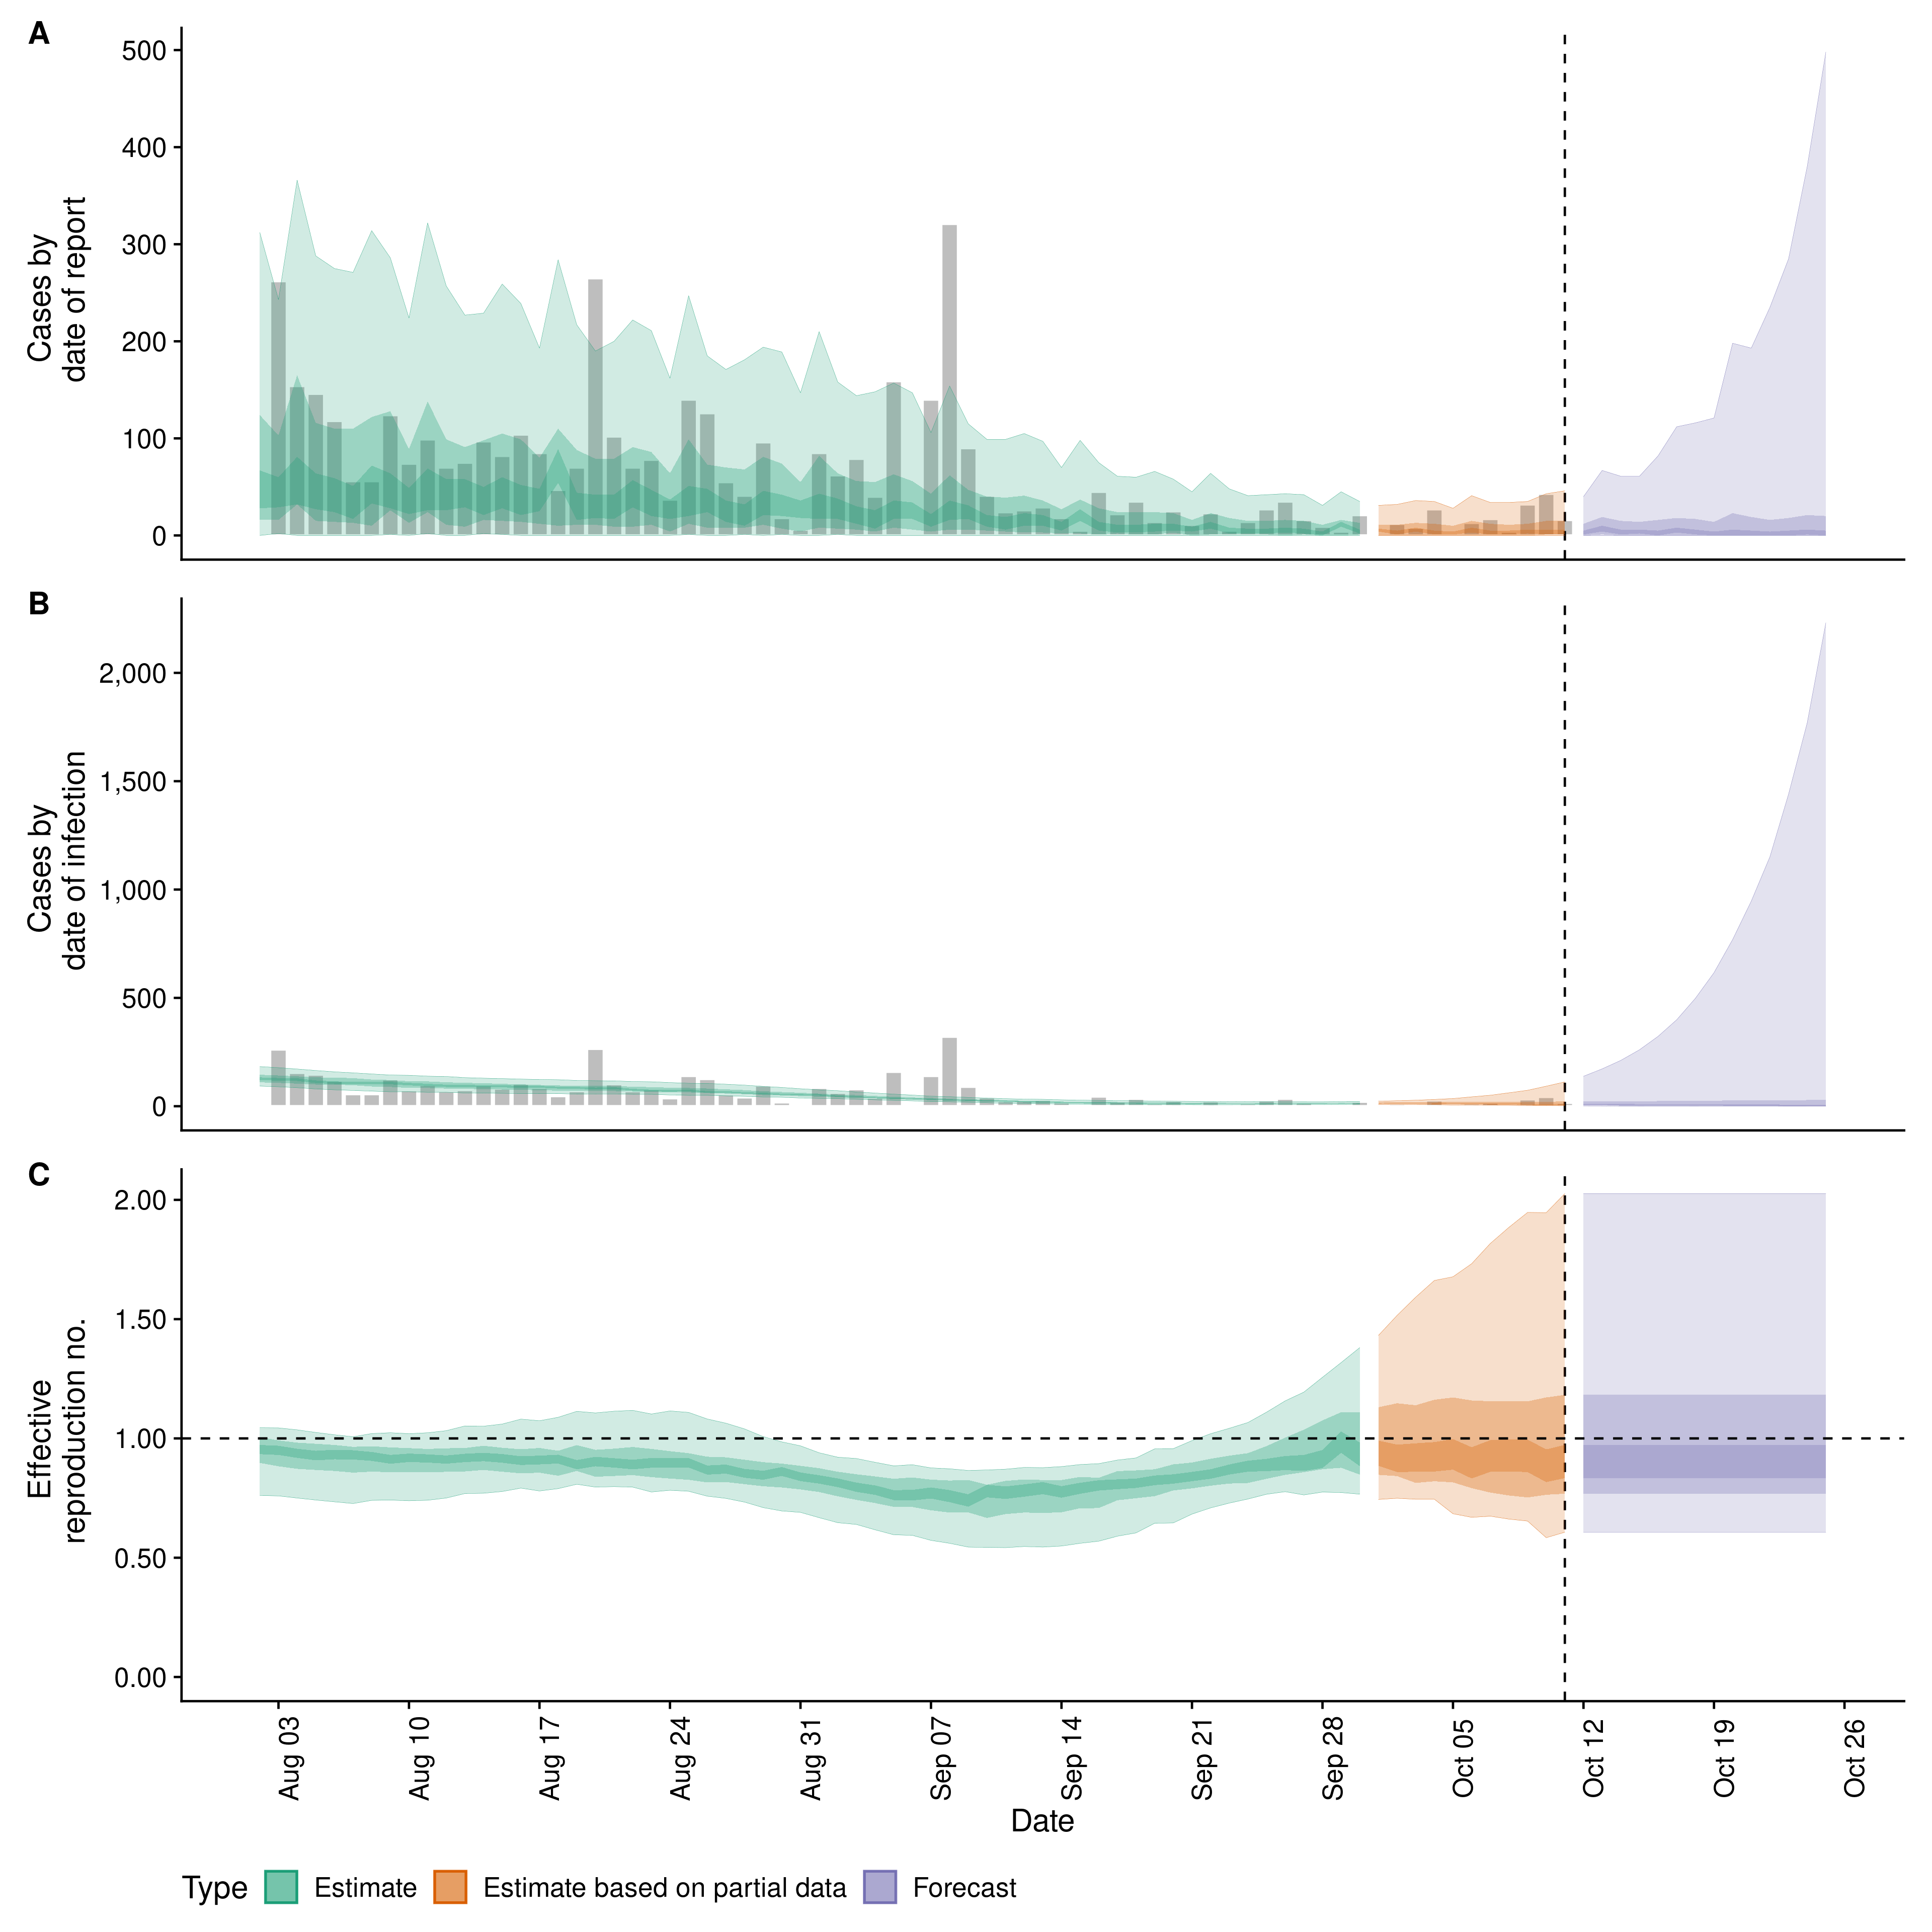 A
500
400
300
200
100
0
Cases by
date of report
B
2,000
1,500
1,000
500
0
Cases by
date of infection
C
2.00
1.50
1.00
0.50
0.00
Effective
reproduction no.
Aug 03
Aug 10
Aug 17
Aug 24
Aug 31
Sep 07
Sep 14
Sep 21
Sep 28
Oct 05
Oct 12
Oct 19
Oct 26
Date
Type
Estimate
Estimate based on partial data
Forecast